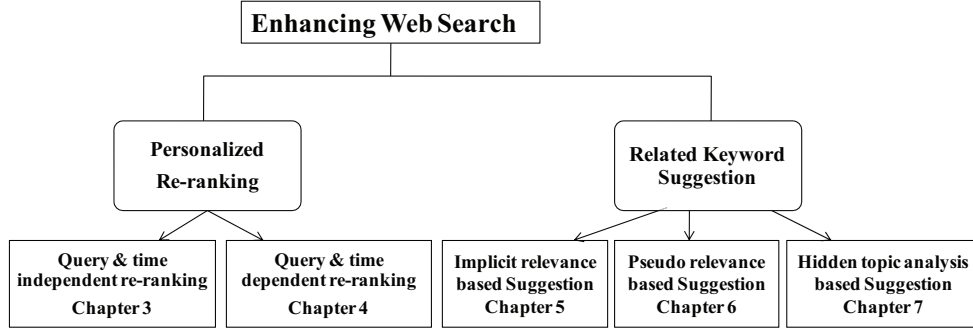 Enhancing Web Search
Personalized
Re-ranking
Related Keyword
Suggestion
Query & time
independent re-ranking
Chapter 3
Query & time
dependent re-ranking
Chapter 4
Implicit relevance
based Suggestion
Chapter 5
Pseudo relevance
based Suggestion
Chapter 6
Hidden topic analysis
based Suggestion
Chapter 7